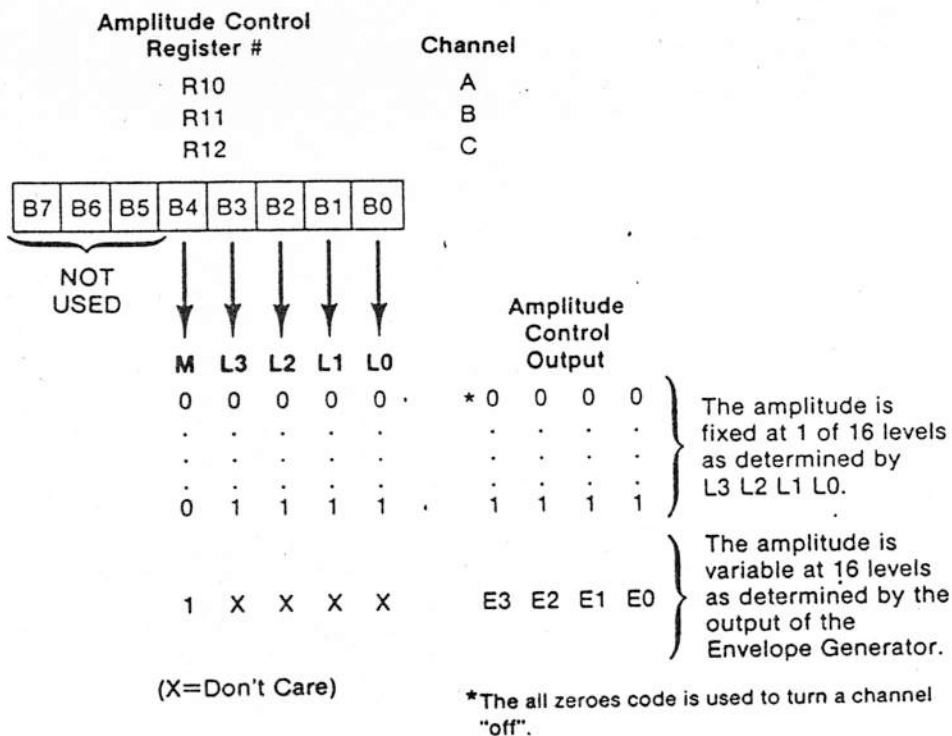 Amplitude Control
Register #
Channel
R10 A
R11 B
R12 C
B7 B6 B5 B4 B3 B2 B1 B0
NOT
USED
Amplitude
Control
Output
M L3 L2 L1 L0
0 0 0 0 0 *0 0 0 0
. . . . . . . . .
. . . . . . . . .
. . . . . . . . .
0 1 1 1 1 1 1 1 1
The amplitude is
fixed at 1 of 16 levels
as determined by
L3 L2 L1 L0.
1 X X X X E3 E2 E1 E0
The amplitude is
variable at 16 levels
as determined by the
output of the
Envelope Generator.
(X=Don't Care)
*The all zeroes code is used to turn a channel
"off".